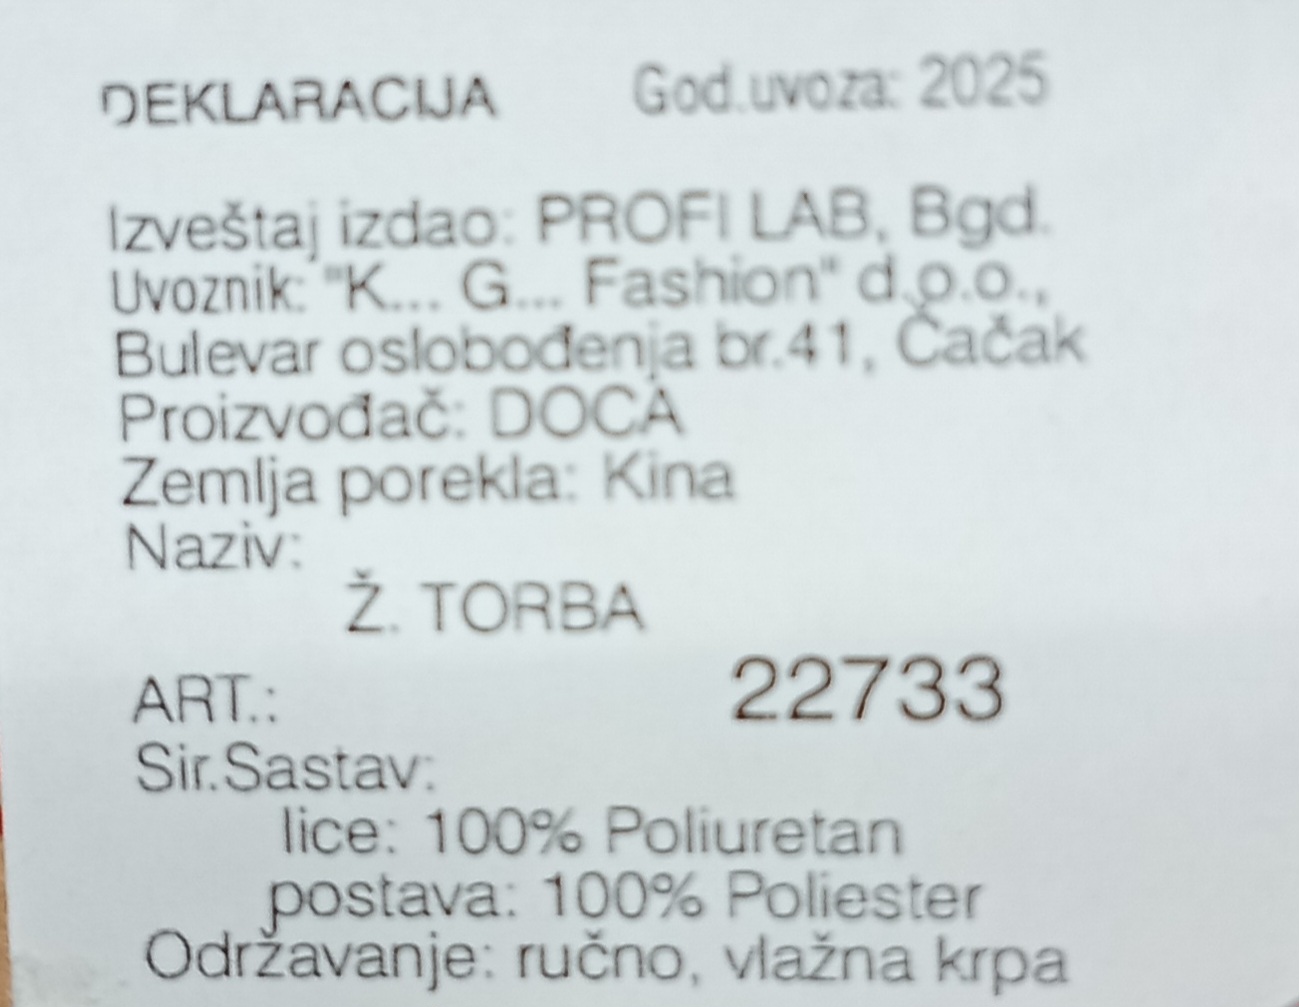 DEKLARACIJA God.uvoza: 2025
Izveštaj izdao: PROFI LAB, Bgd.
Uvoznik: "K... G... Fashion" d.o.o.,
Bulevar oslobođenja br.41, Čačak
Proizvođač: DOCA
Zemlja porekla: Kina
Naziv:
Ž. TORBA
ART.: 22733
Sir.Sastav:
lice: 100% Poliuretan
postava: 100% Poliester
Održavanje: ručno, vlažna krpa